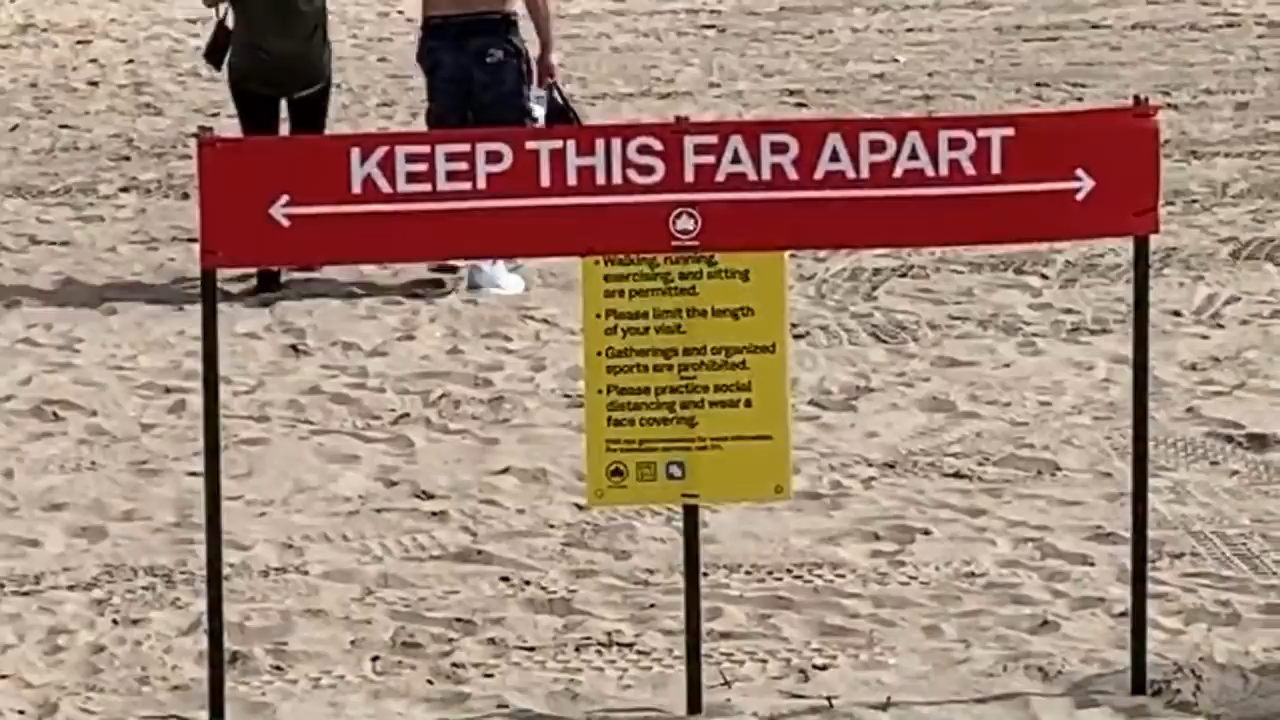 KEEP THIS FAR APART
• Walking, running,
exercising, and sitting
are permitted.
• Please limit the length
of your visit.
• Gatherings and organized
sports are prohibited.
• Please practice social
distancing and wear a
face covering.